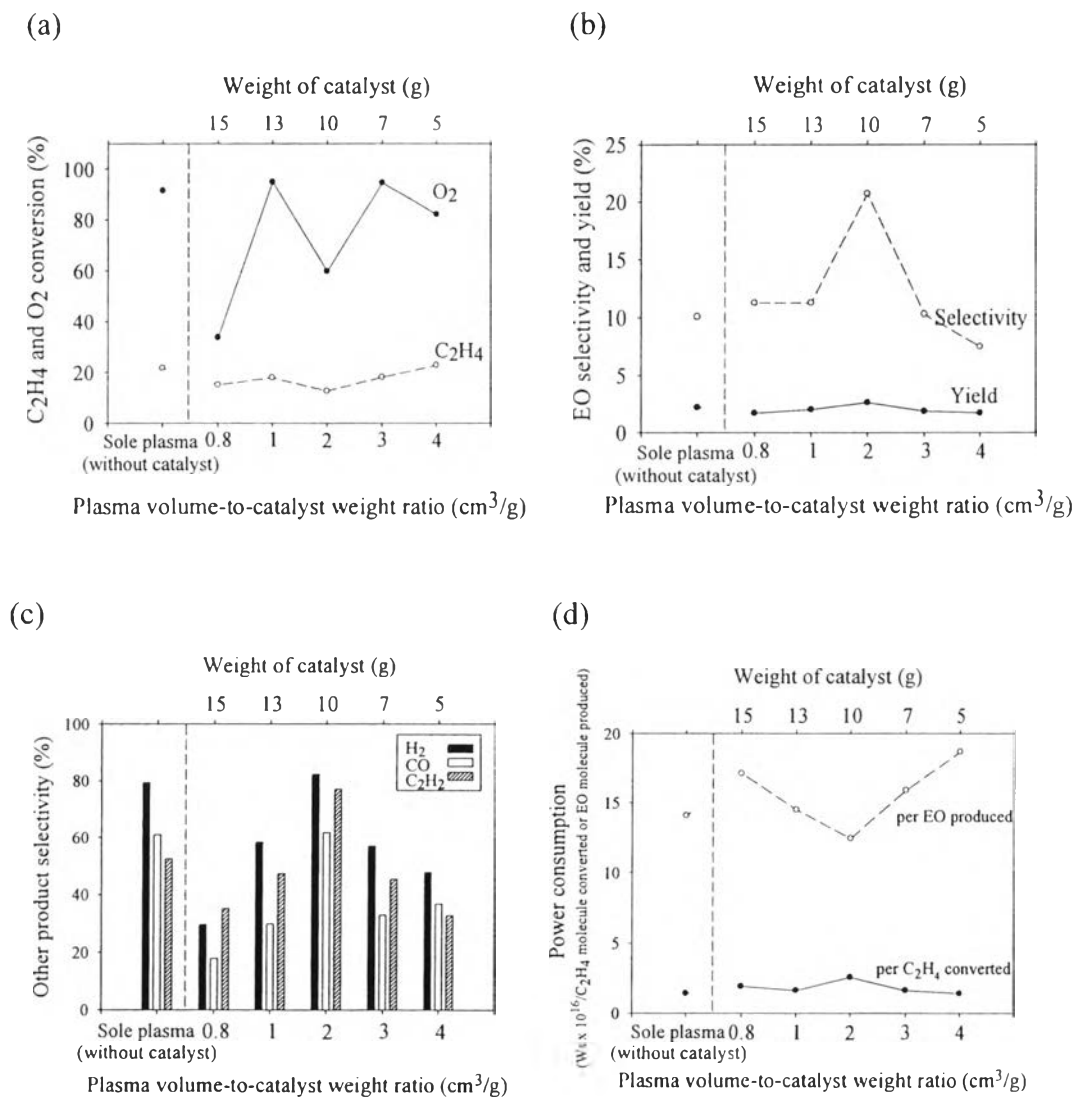 (a)
Weight of catalyst (g)
15 13 10 7 5
C2H4 and O2 conversion (%)
100
80
60
40
20
0
O2
C2H4
Sole plasma 0.8 1 2 3 4
(without catalyst)
Plasma volume-to-catalyst weight ratio (cm3/g)
(b)
Weight of catalyst (g)
15 13 10 7 5
EO selectivity and yield (%)
25
20
15
10
5
0
Selectivity
Yield
Sole plasma 0.8 1 2 3 4
(without catalyst)
Plasma volume-to-catalyst weight ratio (cm3/g)
(c)
Weight of catalyst (g)
15 13 10 7 5
Other product selectivity (%)
100
80
60
40
20
0
H2
CO
C2H2
Sole plasma 0.8 1 2 3 4
(without catalyst)
Plasma volume-to-catalyst weight ratio (cm3/g)
(d)
Weight of catalyst (g)
15 13 10 7 5
Power consumption
x 10^16/C2H4 molecule converted or EO molecule produced)
20
15
10
5
0
per EO produced
per C2H4 converted
Sole plasma 0.8 1 2 3 4
(without catalyst)
Plasma volume-to-catalyst weight ratio (cm3/g)